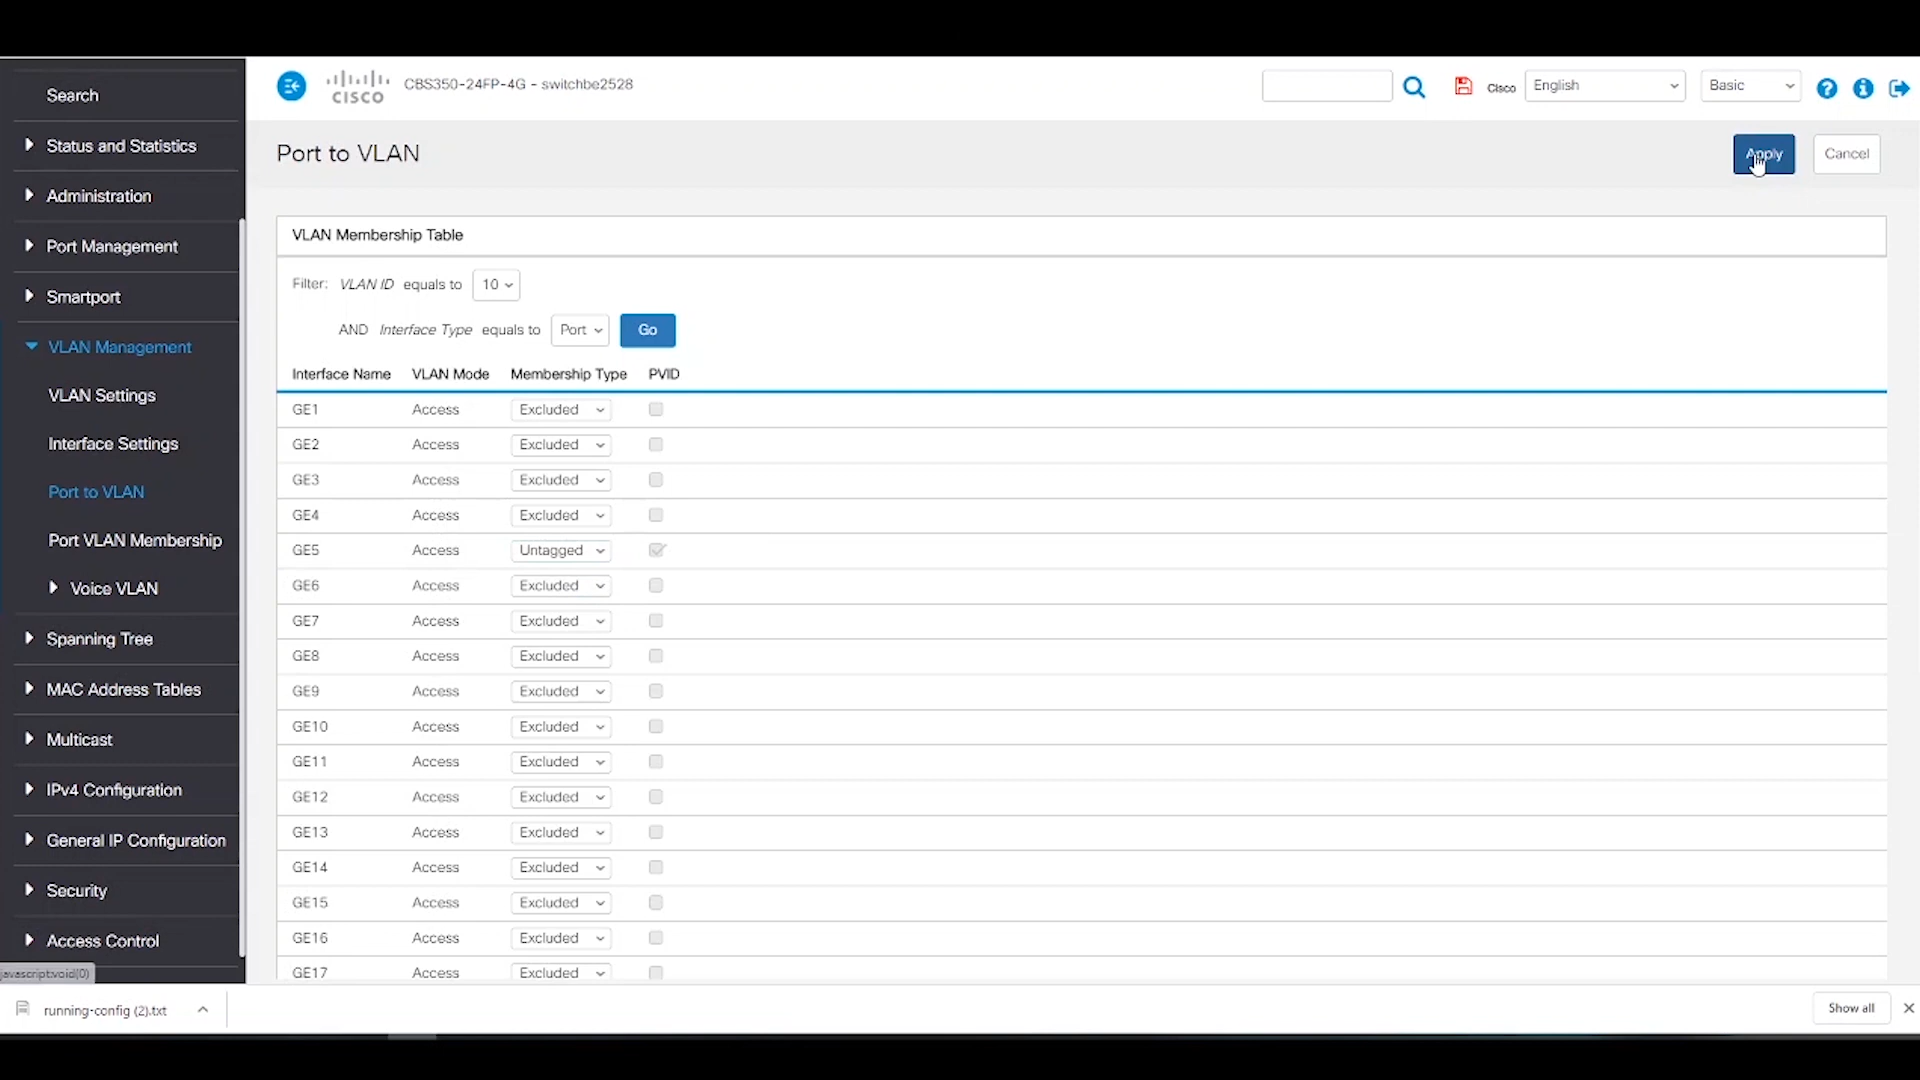 Search
Status and Statistics
Administration
Port Management
Smartport
VLAN Management
VLAN Settings
Interface Settings
Port to VLAN
Port VLAN Membership
Voice VLAN
Spanning Tree
MAC Address Tables
Multicast
IPv4 Configuration
General IP Configuration
Security
Access Control
javascript:void(0)
CISCO
CBS350-24FP-4G - switchbe2528
Cisco
English
Basic
Port to VLAN
Apply
Cancel
VLAN Membership Table
Filter: VLAN ID equals to 10
AND Interface Type equals to Port Go
Interface Name VLAN Mode Membership Type PVID
GE1 Access Excluded
GE2 Access Excluded
GE3 Access Excluded
GE4 Access Excluded
GE5 Access Untagged
GE6 Access Excluded
GE7 Access Excluded
GE8 Access Excluded
GE9 Access Excluded
GE10 Access Excluded
GE11 Access Excluded
GE12 Access Excluded
GE13 Access Excluded
GE14 Access Excluded
GE15 Access Excluded
GE16 Access Excluded
GE17 Access Excluded
running-config (2).txt
Show all